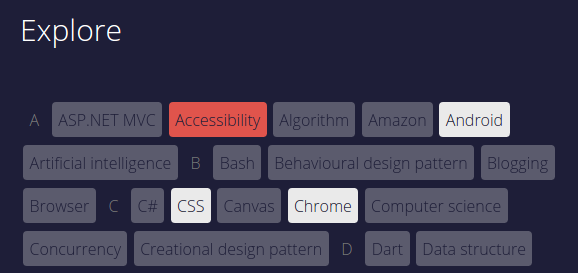 Explore
A ASP.NET MVC Accessibility Algorithm Amazon Android
Artificial intelligence B Bash Behavioural design pattern Blogging
Browser C C# CSS Canvas Chrome Computer science
Concurrency Creational design pattern D Dart Data structure